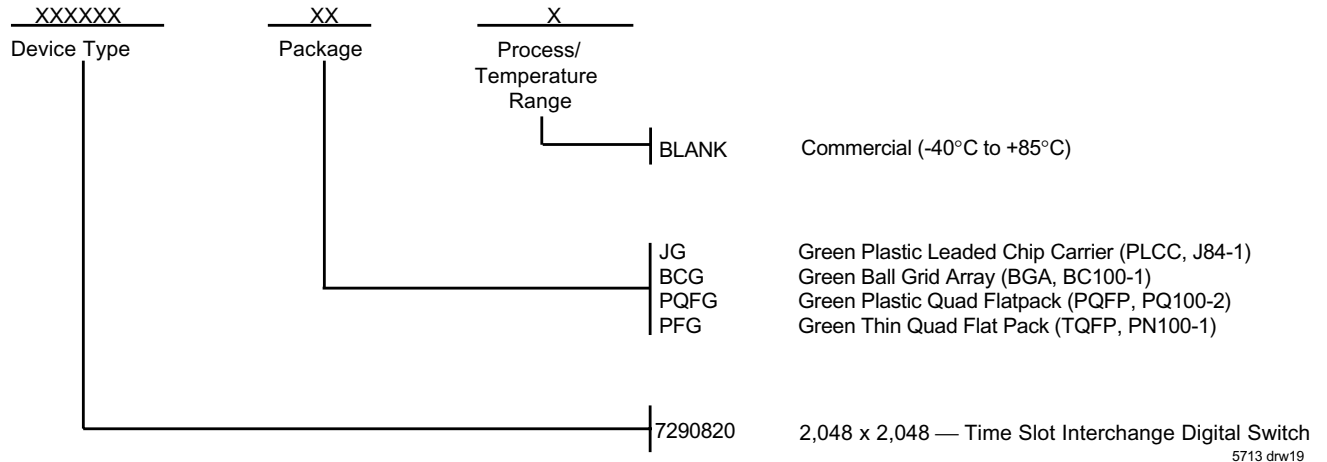 XXXXXX XX X
Device Type Package Process/
Temperature
Range
BLANK Commercial (-40°C to +85°C)
JG Green Plastic Leaded Chip Carrier (PLCC, J84-1)
BCG Green Ball Grid Array (BGA, BC100-1)
PQFG Green Plastic Quad Flatpack (PQFP, PQ100-2)
PFG Green Thin Quad Flat Pack (TQFP, PN100-1)
7290820 2,048 x 2,048 — Time Slot Interchange Digital Switch
5713 drw19